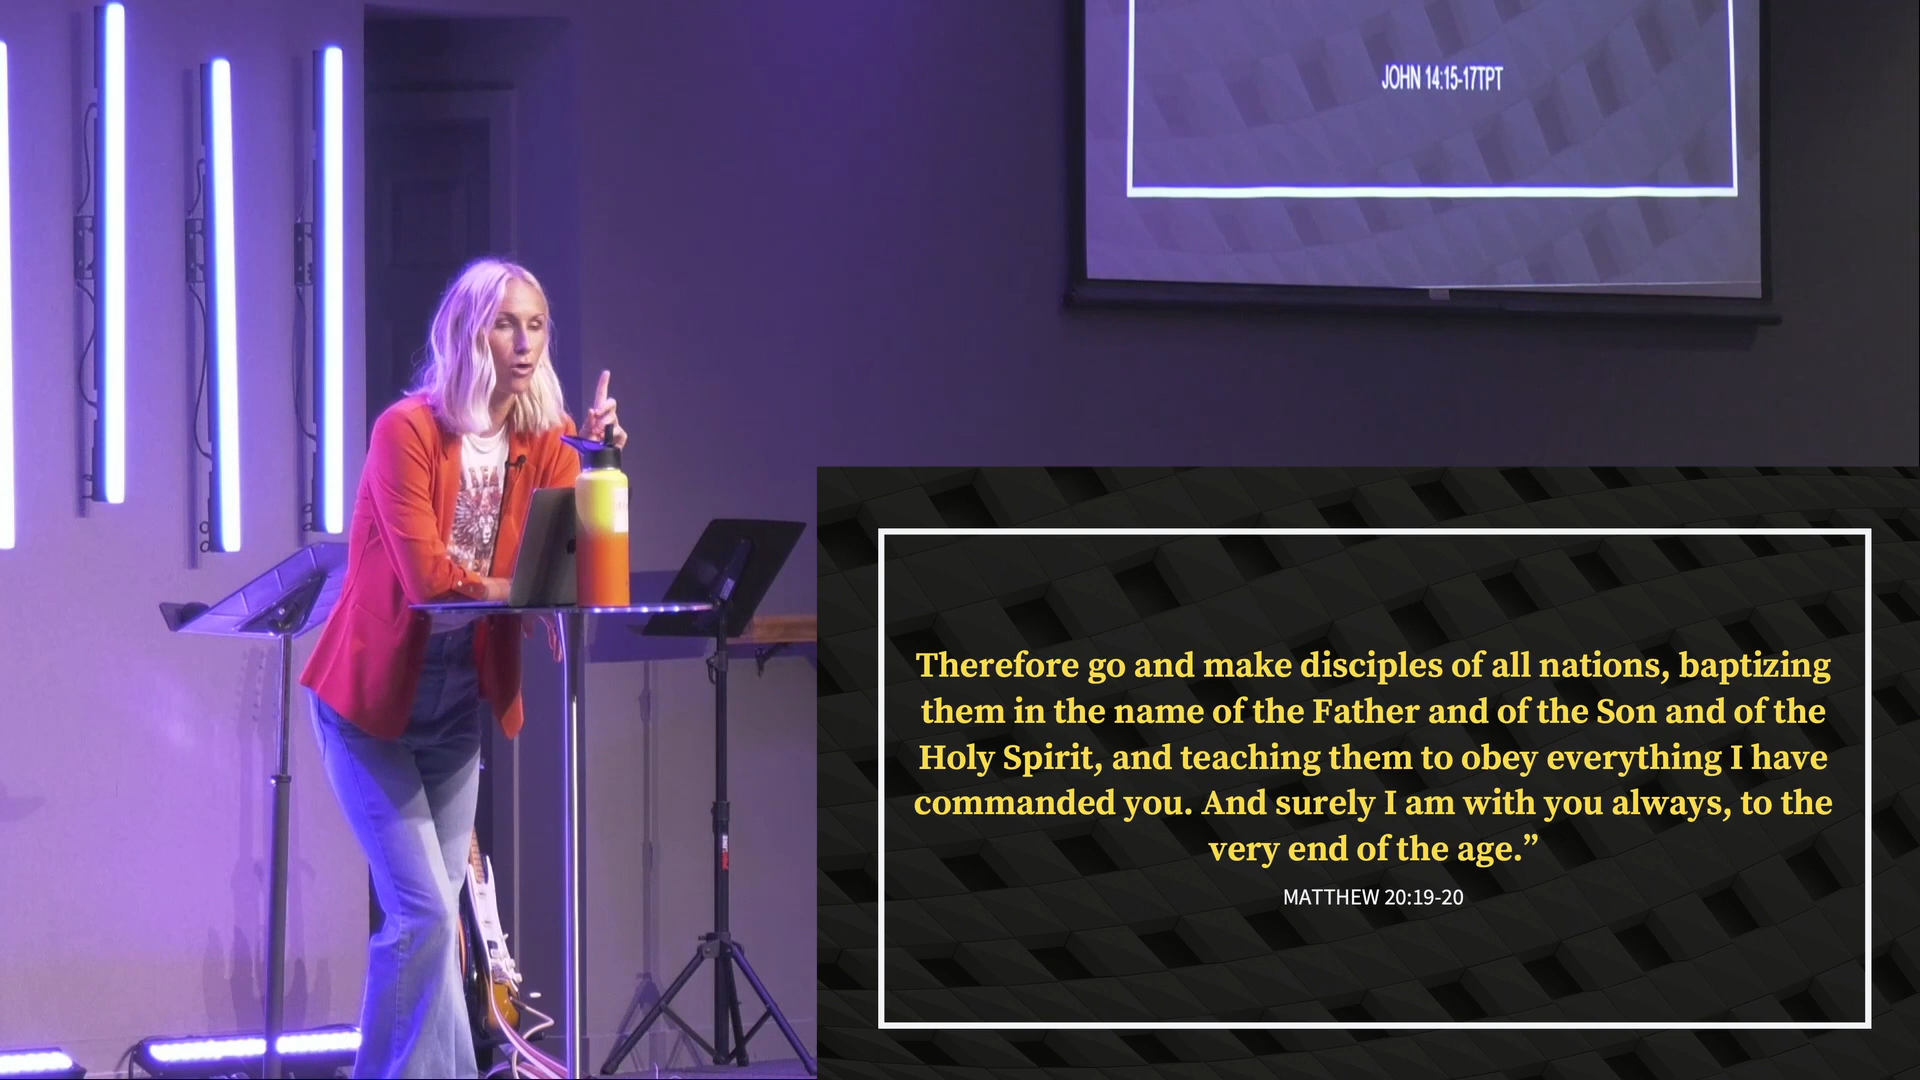 JOHN 14:15-17TPT
Therefore go and make disciples of all nations, baptizing
them in the name of the Father and of the Son and of the
Holy Spirit, and teaching them to obey everything I have
commanded you. And surely I am with you always, to the
very end of the age.”
MATTHEW 20:19-20